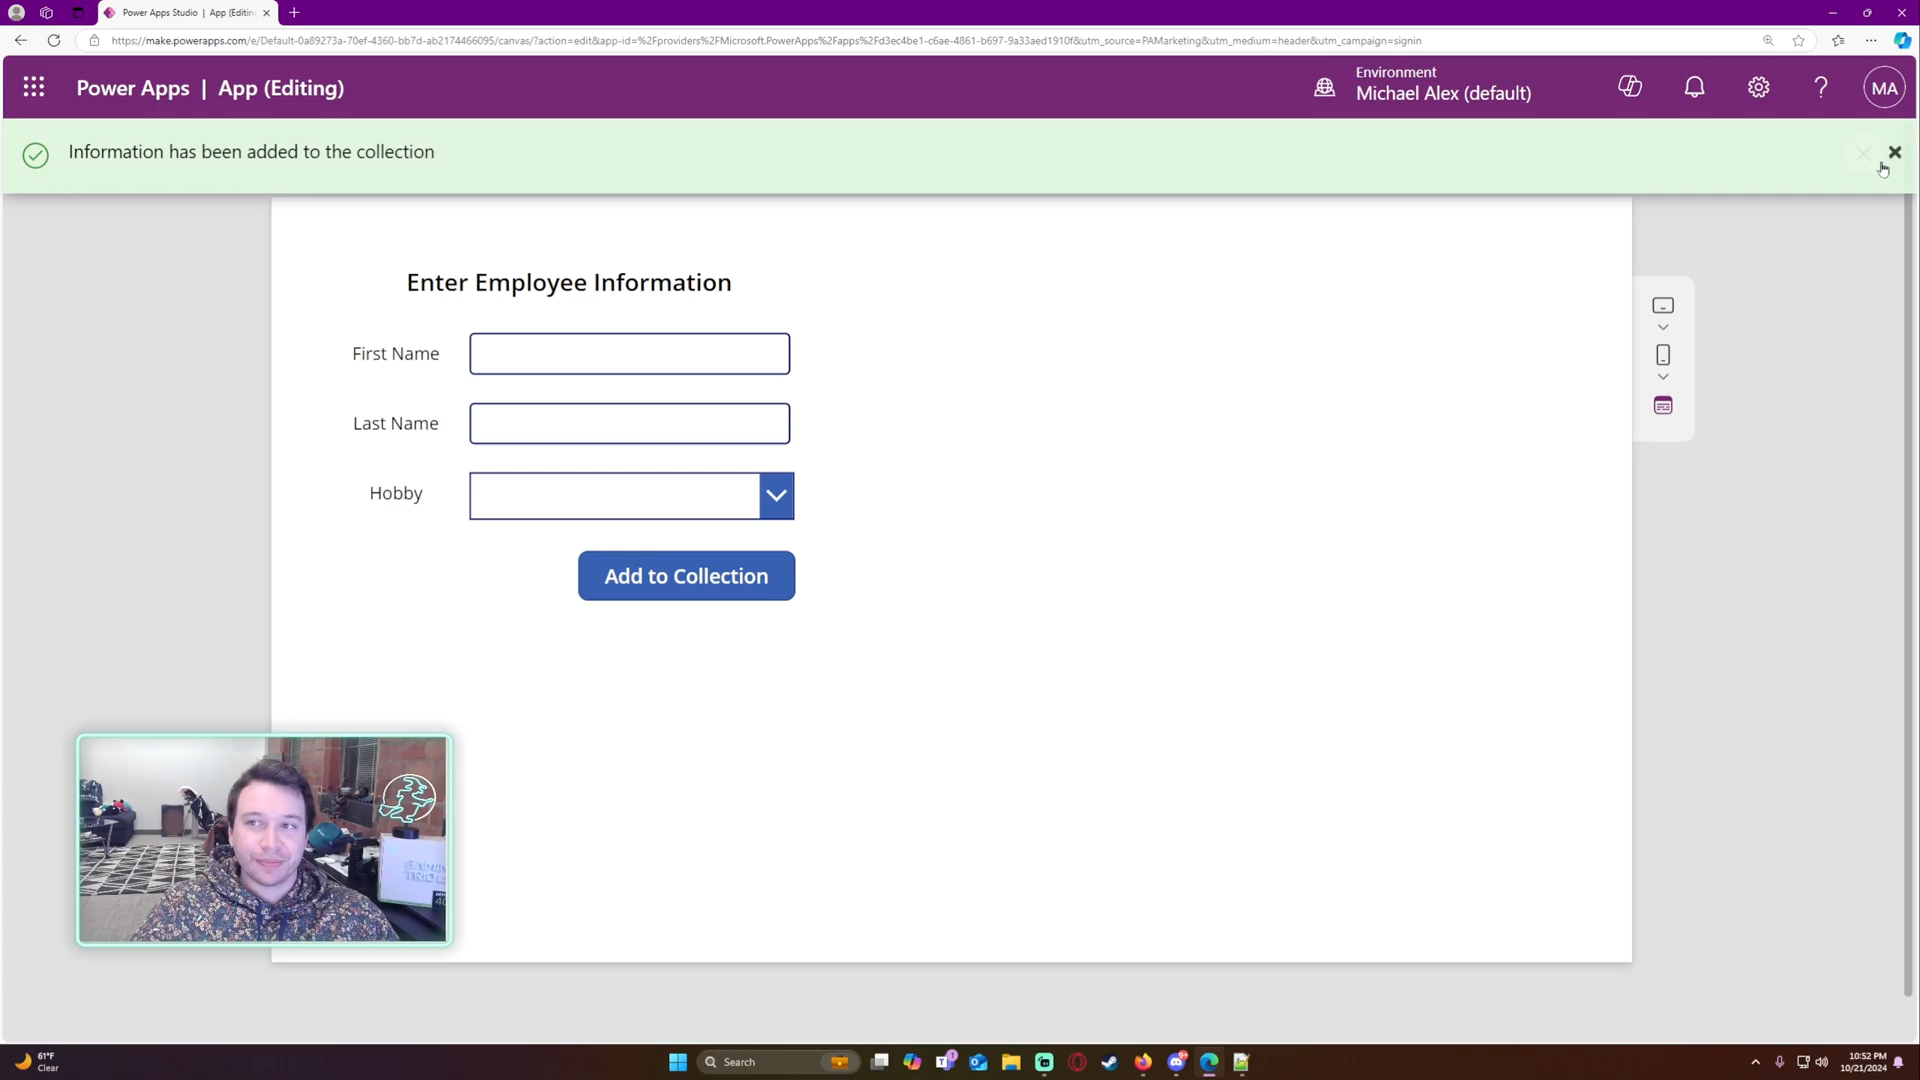 Power Apps Studio | App (Editin
https://make.powerapps.com/e/Default-0a89273a-70ef-4360-bb7d-ab2174466095/canvas/?action=edit&app-id=%2Fproviders%2FMicrosoft.PowerApps%2Fapps%2Fd3ec4be1-c6ae-4861-b697-9a33aed1910f&utm_source=PAMarketing&utm_medium=header&utm_campaign=signin
Power Apps | App (Editing)
Environment
Michael Alex (default)
MA
Information has been added to the collection
Enter Employee Information
First Name
Last Name
Hobby
Add to Collection
61°F
Clear
Search
10:52 PM
10/21/2024